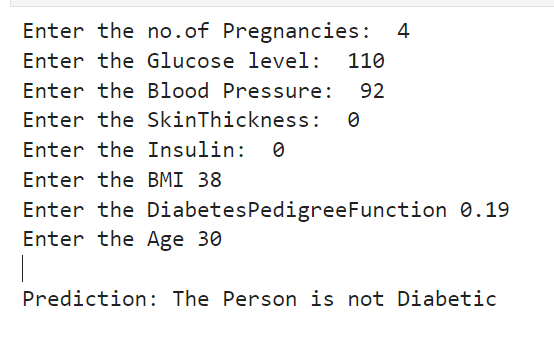 Enter the no.of Pregnancies:  4
Enter the Glucose level:  110
Enter the Blood Pressure:  92
Enter the SkinThickness:  0
Enter the Insulin:  0
Enter the BMI 38
Enter the DiabetesPedigreeFunction 0.19
Enter the Age 30
Prediction: The Person is not Diabetic